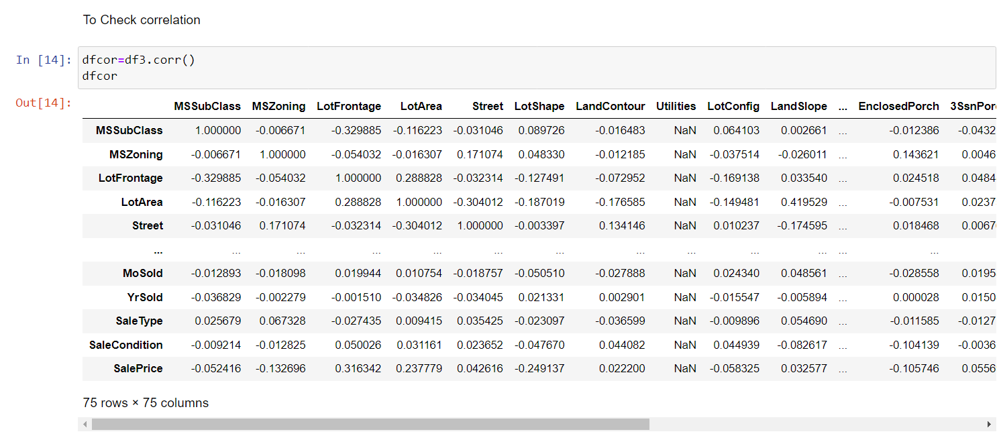 To Check correlation
In [14]: dfcor=df3.corr()
dfcor
Out[14]:
MSSubClass MSZoning LotFrontage LotArea Street LotShape LandContour Utilities LotConfig LandSlope ... EnclosedPorch 3SsnPor
MSSubClass 1.000000 -0.006671 -0.329885 -0.116223 -0.031046 0.089726 -0.016483 NaN 0.064103 0.002661 ... -0.012386 -0.0432
MSZoning -0.006671 1.000000 -0.054032 -0.016307 0.171074 0.048330 -0.012185 NaN -0.037514 -0.026011 ... 0.143621 0.0046
LotFrontage -0.329885 -0.054032 1.000000 0.288828 -0.032314 -0.127491 -0.072952 NaN -0.169138 0.033540 ... 0.024518 0.0484
LotArea -0.116223 -0.016307 0.288828 1.000000 -0.304012 -0.187019 -0.176585 NaN -0.149481 0.419529 ... -0.007531 0.0237
Street -0.031046 0.171074 -0.032314 -0.304012 1.000000 -0.003397 0.134146 NaN 0.010237 -0.174595 ... 0.018468 0.0067
... ... ... ... ... ... ... ... ... ... ... ... ...
MoSold -0.012893 -0.018098 0.019944 0.010754 -0.018757 -0.050510 -0.027888 NaN 0.024340 0.048561 ... -0.028558 0.0195
YrSold -0.036829 -0.002279 -0.001510 -0.034826 -0.034045 0.021331 0.002901 NaN -0.015547 -0.005894 ... 0.000028 0.0150
SaleType 0.025679 0.067328 -0.027435 0.009415 0.035425 -0.023097 -0.036599 NaN -0.009896 0.054690 ... -0.011585 -0.0127
SaleCondition -0.009214 -0.012825 0.050026 0.031161 0.023652 -0.047670 0.044082 NaN 0.044939 -0.082617 ... -0.104139 -0.0036
SalePrice -0.052416 -0.132696 0.316342 0.237779 0.042616 -0.249137 0.022200 NaN -0.058325 0.032577 ... -0.105746 0.0556
75 rows × 75 columns